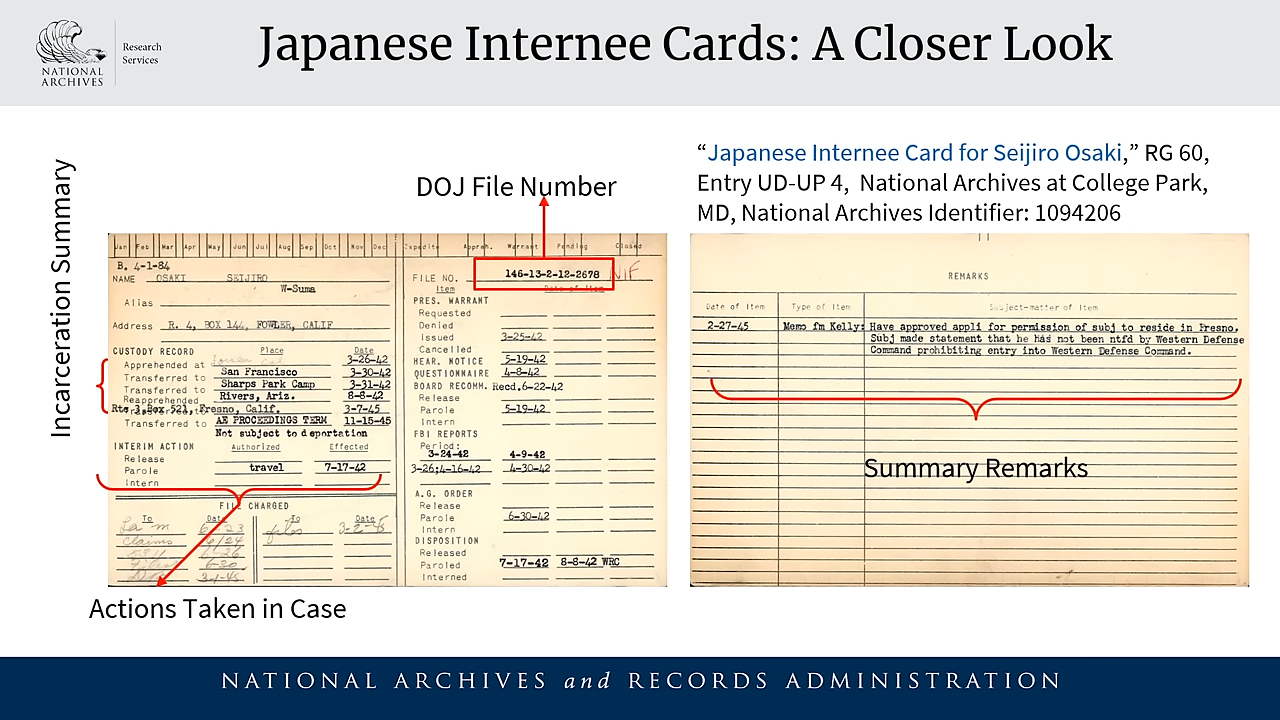 NATIONAL
ARCHIVES
Research
Services
Japanese Internee Cards: A Closer Look
Incarceration Summary
DOJ File Number
"Japanese Internee Card for Seijiro Osaki," RG 60,
Entry UD-UP 4, National Archives at College Park,
MD, National Archives Identifier: 1094206
Jan Feb Mar Apr May Jun Jul Aug Sep Oct Nov Dec
B. 4-1-84
NAME OSAKI SEIJIRO
W-Suma
Alias
Address R. 4, BOX 144, FOWLER, CALIF
CUSTODY RECORD Place Date
Apprehended at 3-26-42
Transferred to San Francisco 3-30-42
Transferred to Sharps Park Camp 3-31-42
Reapprehended Rivers, Ariz. 8-8-42
Rte 3 Box 521, Fresno, Calif. 3-7-45
Transferred to AE PROCEEDINGS TERM 11-15-45
Not subject to deportation
INTERIM ACTION Authorized Effected
Release
Parole travel 7-17-42
Intern
FILE CHARGED
To Date To Date
files
Claims 6/24
Expedite Appreh. Warrant Pending Closed
FILE NO. 146-13-2-12-2678
Item Date of Item
PRES. WARRANT
Requested
Denied
Issued 3-25-42
Cancelled
HEAR. NOTICE 5-19-42
QUESTIONNAIRE 4-8-42
BOARD RECOMM. Recd,6-22-42
Release
Parole 5-19-42
Intern
FBI REPORTS
Period:
3-24-42 4-9-42
3-26;4-16-42 4-30-42
A.G. ORDER
Release
Parole 6-30-42
Intern
DISPOSITION
Released
Paroled 7-17-42 8-8-42 WRC
Interned
REMARKS
Date of Item Type of Item Subject-matter of Item
2-27-45 Memo fm Kelly: Have approved appli for permission of subj to reside in Fresno.
Subj made statement that he has not been ntfd by Western Defense
Command prohibiting entry into Western Defense Command.
Summary Remarks
Actions Taken in Case
NATIONAL ARCHIVES and RECORDS ADMINISTRATION